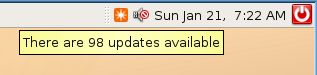 Sun Jan 21, 7:22 AM
There are 98 updates available